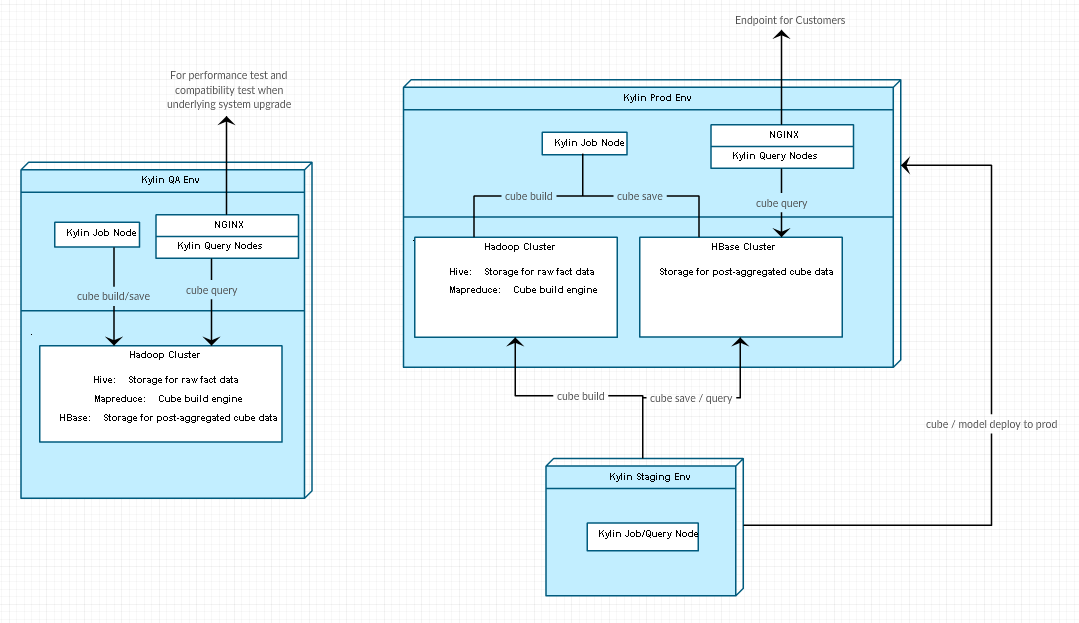 Endpoint for Customers
For performance test and
compatibility test when
underlying system upgrade
Kylin QA Env
Kylin Job Node
NGINX
Kylin Query Nodes
cube build/save
cube query
Hadoop Cluster
Hive: Storage for raw fact data
Mapreduce: Cube build engine
HBase: Storage for post-aggregated cube data
Kylin Prod Env
Kylin Job Node
NGINX
Kylin Query Nodes
cube build
cube save
cube query
Hadoop Cluster
Hive: Storage for raw fact data
Mapreduce: Cube build engine
HBase Cluster
Storage for post-aggregated cube data
cube build
cube save / query
cube / model deploy to prod
Kylin Staging Env
Kylin Job/Query Node